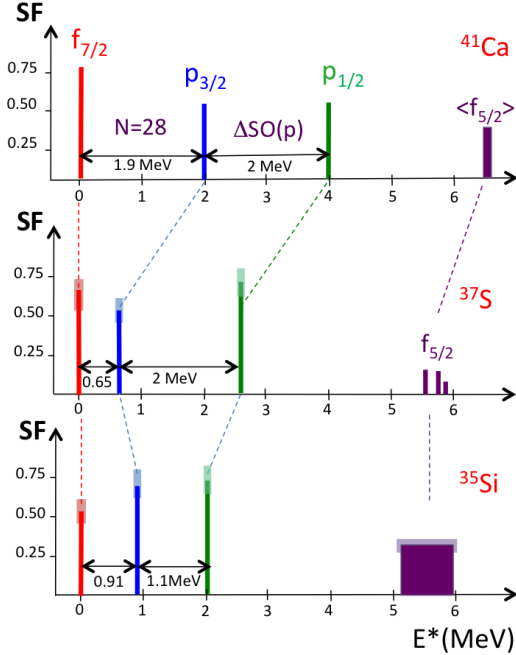 SF
f7/2
41Ca
p3/2
p1/2
0.75
<f5/2>
0.50
N=28
ΔSO(p)
0.25
1.9 MeV
2 MeV
0 1 2 3 4 5 6
SF
0.75
37S
0.50
f5/2
0.25
0.65
2 MeV
0 1 2 3 4 5 6
SF
0.75
35Si
0.50
0.25
0.91
1.1MeV
0 1 2 3 4 5 6
E*(MeV)